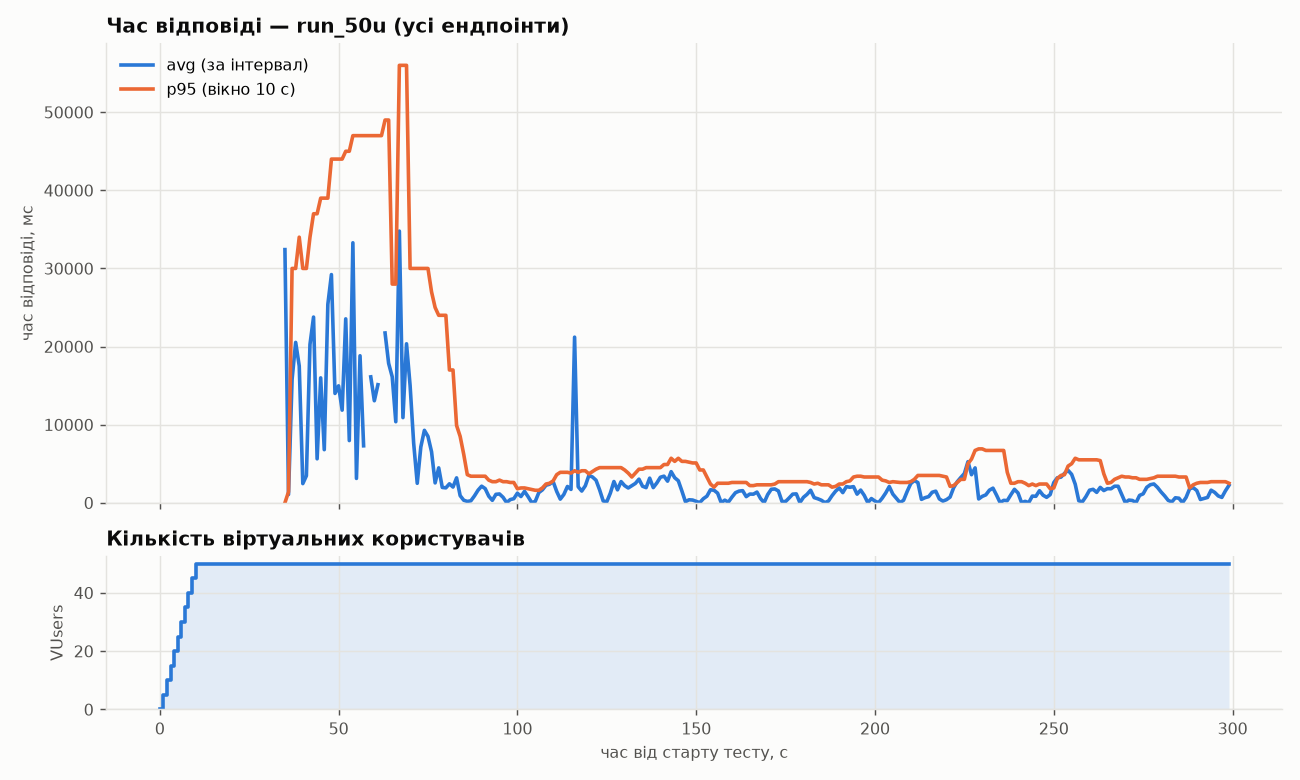 Час відповіді — run_50u (усі ендпоінти)
avg (за інтервал)
p95 (вікно 10 с)
50000
40000
30000
20000
10000
0
час відповіді, мс
Кількість віртуальних користувачів
40
20
0
VUsers
0 50 100 150 200 250 300
час від старту тесту, с